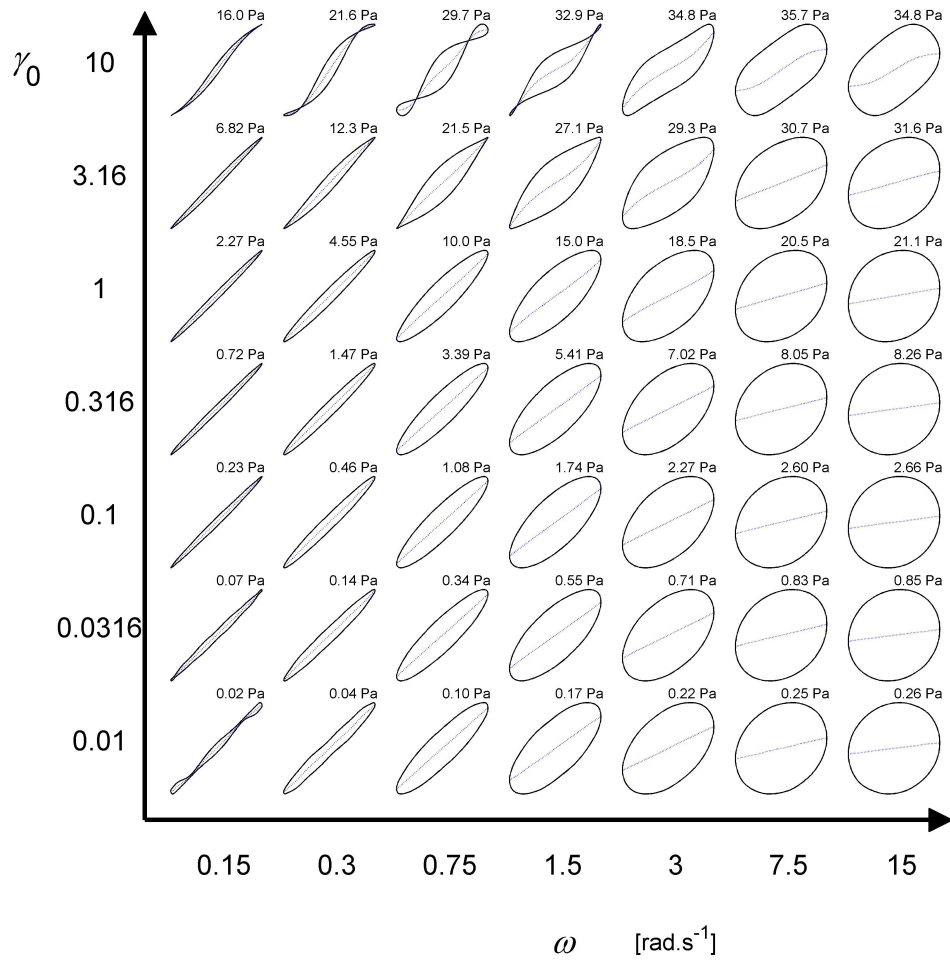 16.0 Pa 21.6 Pa 29.7 Pa 32.9 Pa 34.8 Pa 35.7 Pa 34.8 Pa
γ0 10
6.82 Pa 12.3 Pa 21.5 Pa 27.1 Pa 29.3 Pa 30.7 Pa 31.6 Pa
3.16
2.27 Pa 4.55 Pa 10.0 Pa 15.0 Pa 18.5 Pa 20.5 Pa 21.1 Pa
1
0.72 Pa 1.47 Pa 3.39 Pa 5.41 Pa 7.02 Pa 8.05 Pa 8.26 Pa
0.316
0.23 Pa 0.46 Pa 1.08 Pa 1.74 Pa 2.27 Pa 2.60 Pa 2.66 Pa
0.1
0.07 Pa 0.14 Pa 0.34 Pa 0.55 Pa 0.71 Pa 0.83 Pa 0.85 Pa
0.0316
0.02 Pa 0.04 Pa 0.10 Pa 0.17 Pa 0.22 Pa 0.25 Pa 0.26 Pa
0.01
0.15 0.3 0.75 1.5 3 7.5 15
ω [rad.s⁻¹]